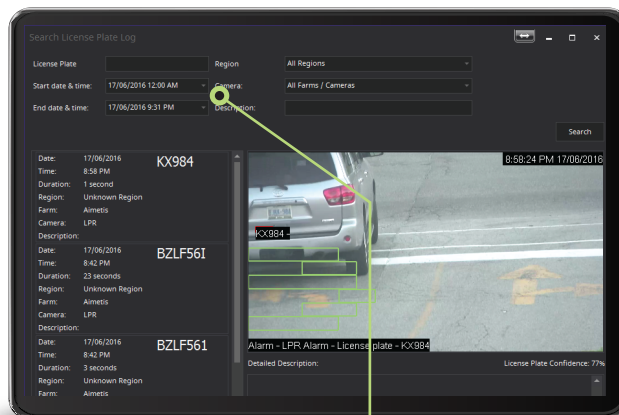 Search License Plate Log
License Plate
Region
All Regions
Start date & time:
17/06/2016 12:00 AM
Camera:
All Farms / Cameras
End date & time:
17/06/2016 9:31 PM
Description:
Search
Date: 17/06/2016 KX984
Time: 8:58 PM
Duration: 1 second
Region: Unknown Region
Farm: Aimetis
Camera: LPR
Description:
Date: 17/06/2016 BZLF56I
Time: 8:42 PM
Duration: 23 seconds
Region: Unknown Region
Farm: Aimetis
Camera: LPR
Description:
Date: 17/06/2016 BZLF561
Time: 8:42 PM
Duration: 3 seconds
Region: Unknown Region
Farm: Aimetis
8:58:24 PM 17/06/2016
KX984 -
Alarm - LPR Alarm - License plate - KX984
Detailed Description:
License Plate Confidence: 77%